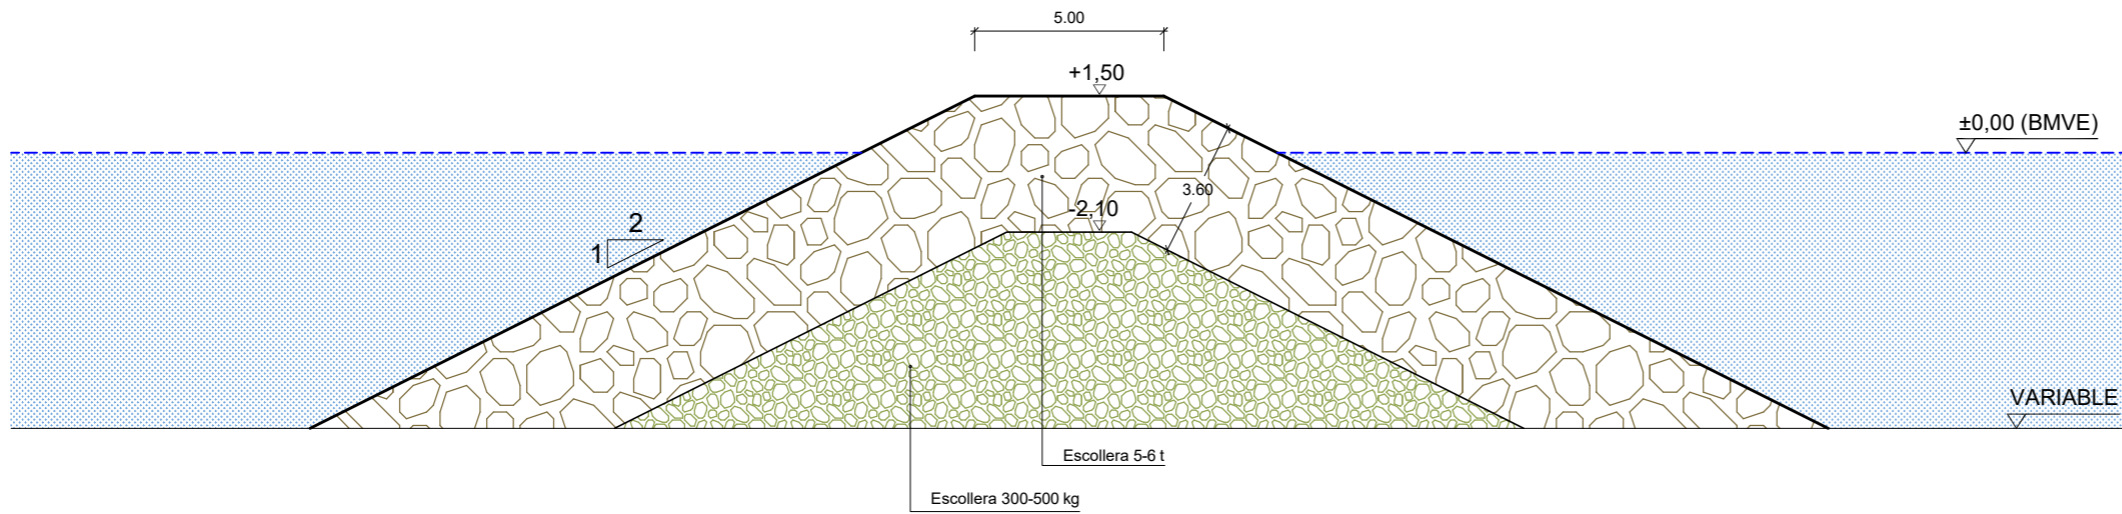 5.00
+1,50
±0,00 (BMVE)
3.60
-2,10
2
1
VARIABLE
Escollera 5-6 t
Escollera 300-500 kg